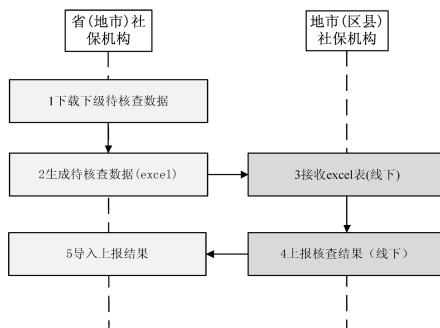 省(地市)社
保机构
地市(区县)
社保机构
1下载下级待核查数据
2生成待核查数据(excel)
3接收excel表(线下)
5导入上报结果
4上报核查结果（线下）